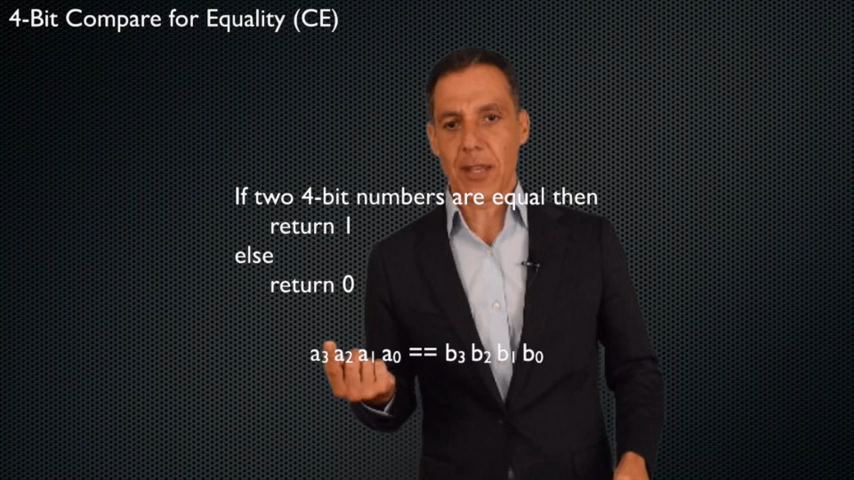 4-Bit Compare for Equality (CE)
If two 4-bit numbers are equal then
return 1
else
return 0
a₃ a₂ a₁ a₀ == b₃ b₂ b₁ b₀